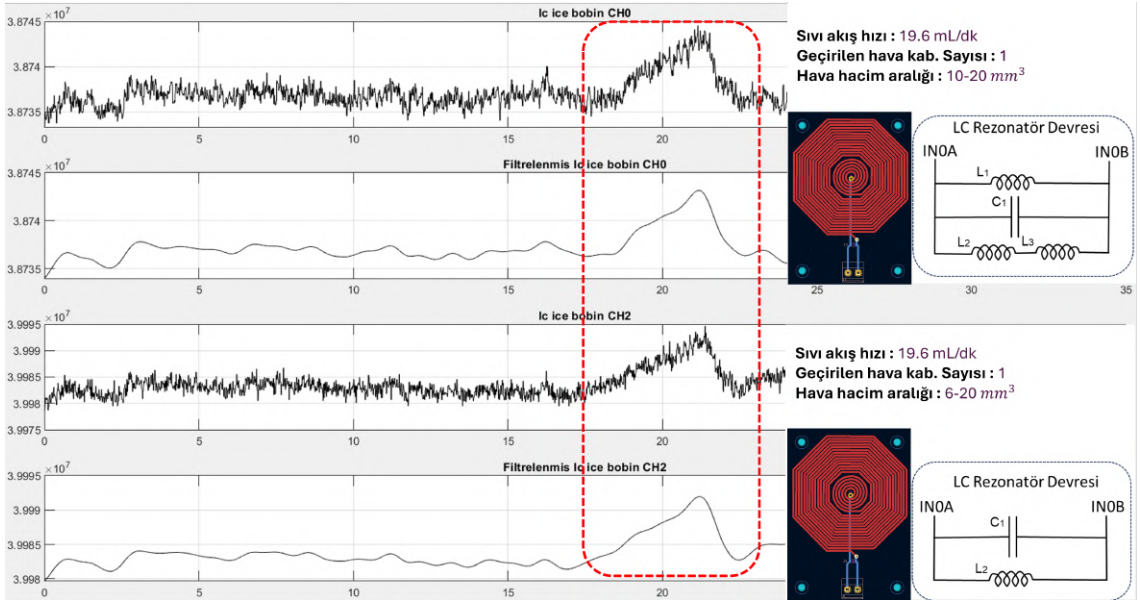 Ic ice bobin CH0
×10⁷
3.8745
3.874
3.8735
0 5 10 15 20
Sıvı akış hızı : 19.6 mL/dk
Geçirilen hava kab. Sayısı : 1
Hava hacim aralığı : 10-20 mm³
Filtrelenmis Ic ice bobin CH0
×10⁷
3.8745
3.874
3.8735
0 5 10 15 20 25 30 35
LC Rezonatör Devresi
IN0A IN0B
L₁
C₁
L₂ L₃
Ic ice bobin CH2
×10⁷
3.9995
3.999
3.9985
3.998
3.9975
0 5 10 15 20
Sıvı akış hızı : 19.6 mL/dk
Geçirilen hava kab. Sayısı : 1
Hava hacim aralığı : 6-20 mm³
Filtrelenmis Ic ice bobin CH2
×10⁷
3.9995
3.999
3.9985
3.998
0 5 10 15 20
LC Rezonatör Devresi
IN0A IN0B
C₁
L₂